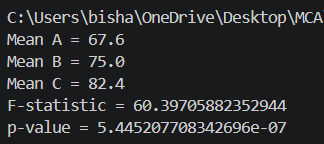 C:\Users\bisha\OneDrive\Desktop\MCA\
Mean A = 67.6
Mean B = 75.0
Mean C = 82.4
F-statistic = 60.39705882352944
p-value = 5.445207708342696e-07